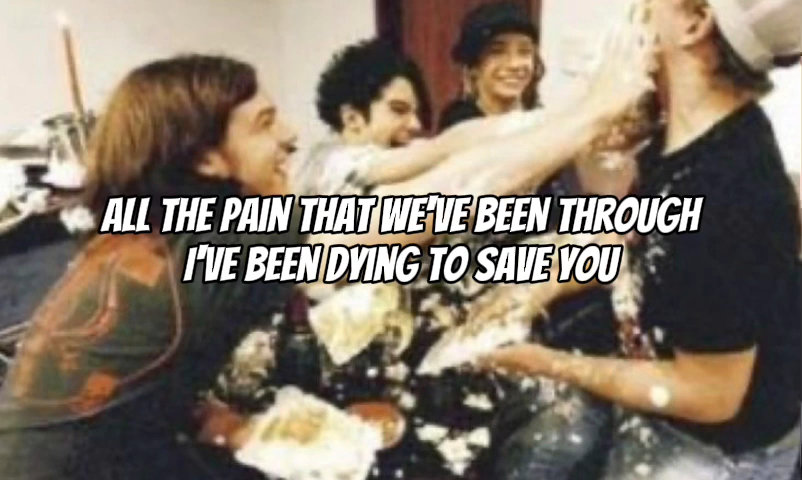 ALL THE PAIN THAT WE'VE BEEN THROUGH
I'VE BEEN DYING TO SAVE YOU